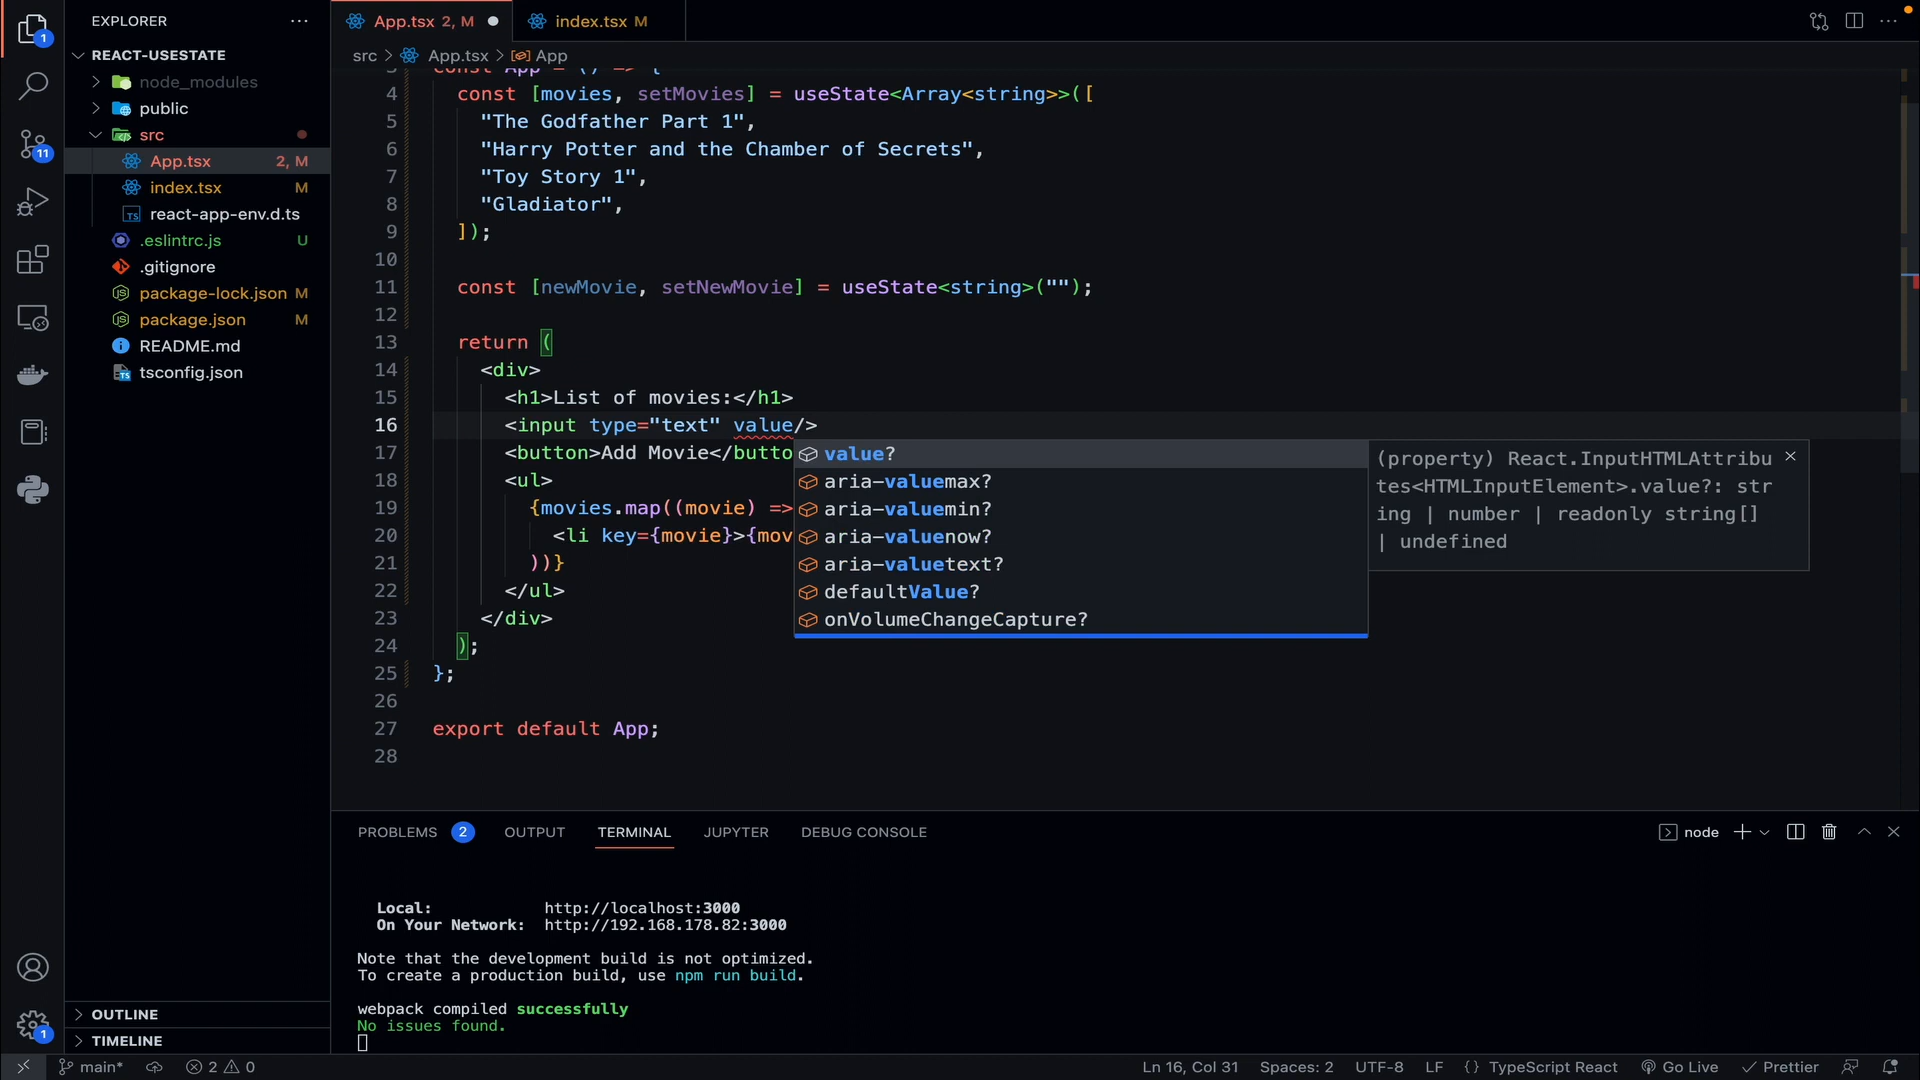 EXPLORER
REACT-USESTATE
node_modules
public
src
App.tsx 2, M
index.tsx M
react-app-env.d.ts
.eslintrc.js U
.gitignore
package-lock.json M
package.json M
README.md
tsconfig.json
OUTLINE
TIMELINE
1
11
1
App.tsx 2, M
index.tsx M
src > App.tsx > App
3 const App = () => {
4 const [movies, setMovies] = useState<Array<string>>([
5 "The Godfather Part 1",
6 "Harry Potter and the Chamber of Secrets",
7 "Toy Story 1",
8 "Gladiator",
9 ]);
10
11 const [newMovie, setNewMovie] = useState<string>("");
12
13 return (
14 <div>
15 <h1>List of movies:</h1>
16 <input type="text" value/>
17 <button>Add Movie</butto
18 <ul>
19 {movies.map((movie) =>
20 <li key={movie}>{mov
21 ))}
22 </ul>
23 </div>
24 );
25 };
26
27 export default App;
28
value?
aria-valuemax?
aria-valuemin?
aria-valuenow?
aria-valuetext?
defaultValue?
onVolumeChangeCapture?
(property) React.InputHTMLAttribu
tes<HTMLInputElement>.value?: str
ing | number | readonly string[]
| undefined
PROBLEMS 2 OUTPUT TERMINAL JUPYTER DEBUG CONSOLE
node
Local: http://localhost:3000
On Your Network: http://192.168.178.82:3000
Note that the development build is not optimized.
To create a production build, use npm run build.
webpack compiled successfully
No issues found.
main* 2 0 Ln 16, Col 31 Spaces: 2 UTF-8 LF {} TypeScript React Go Live Prettier